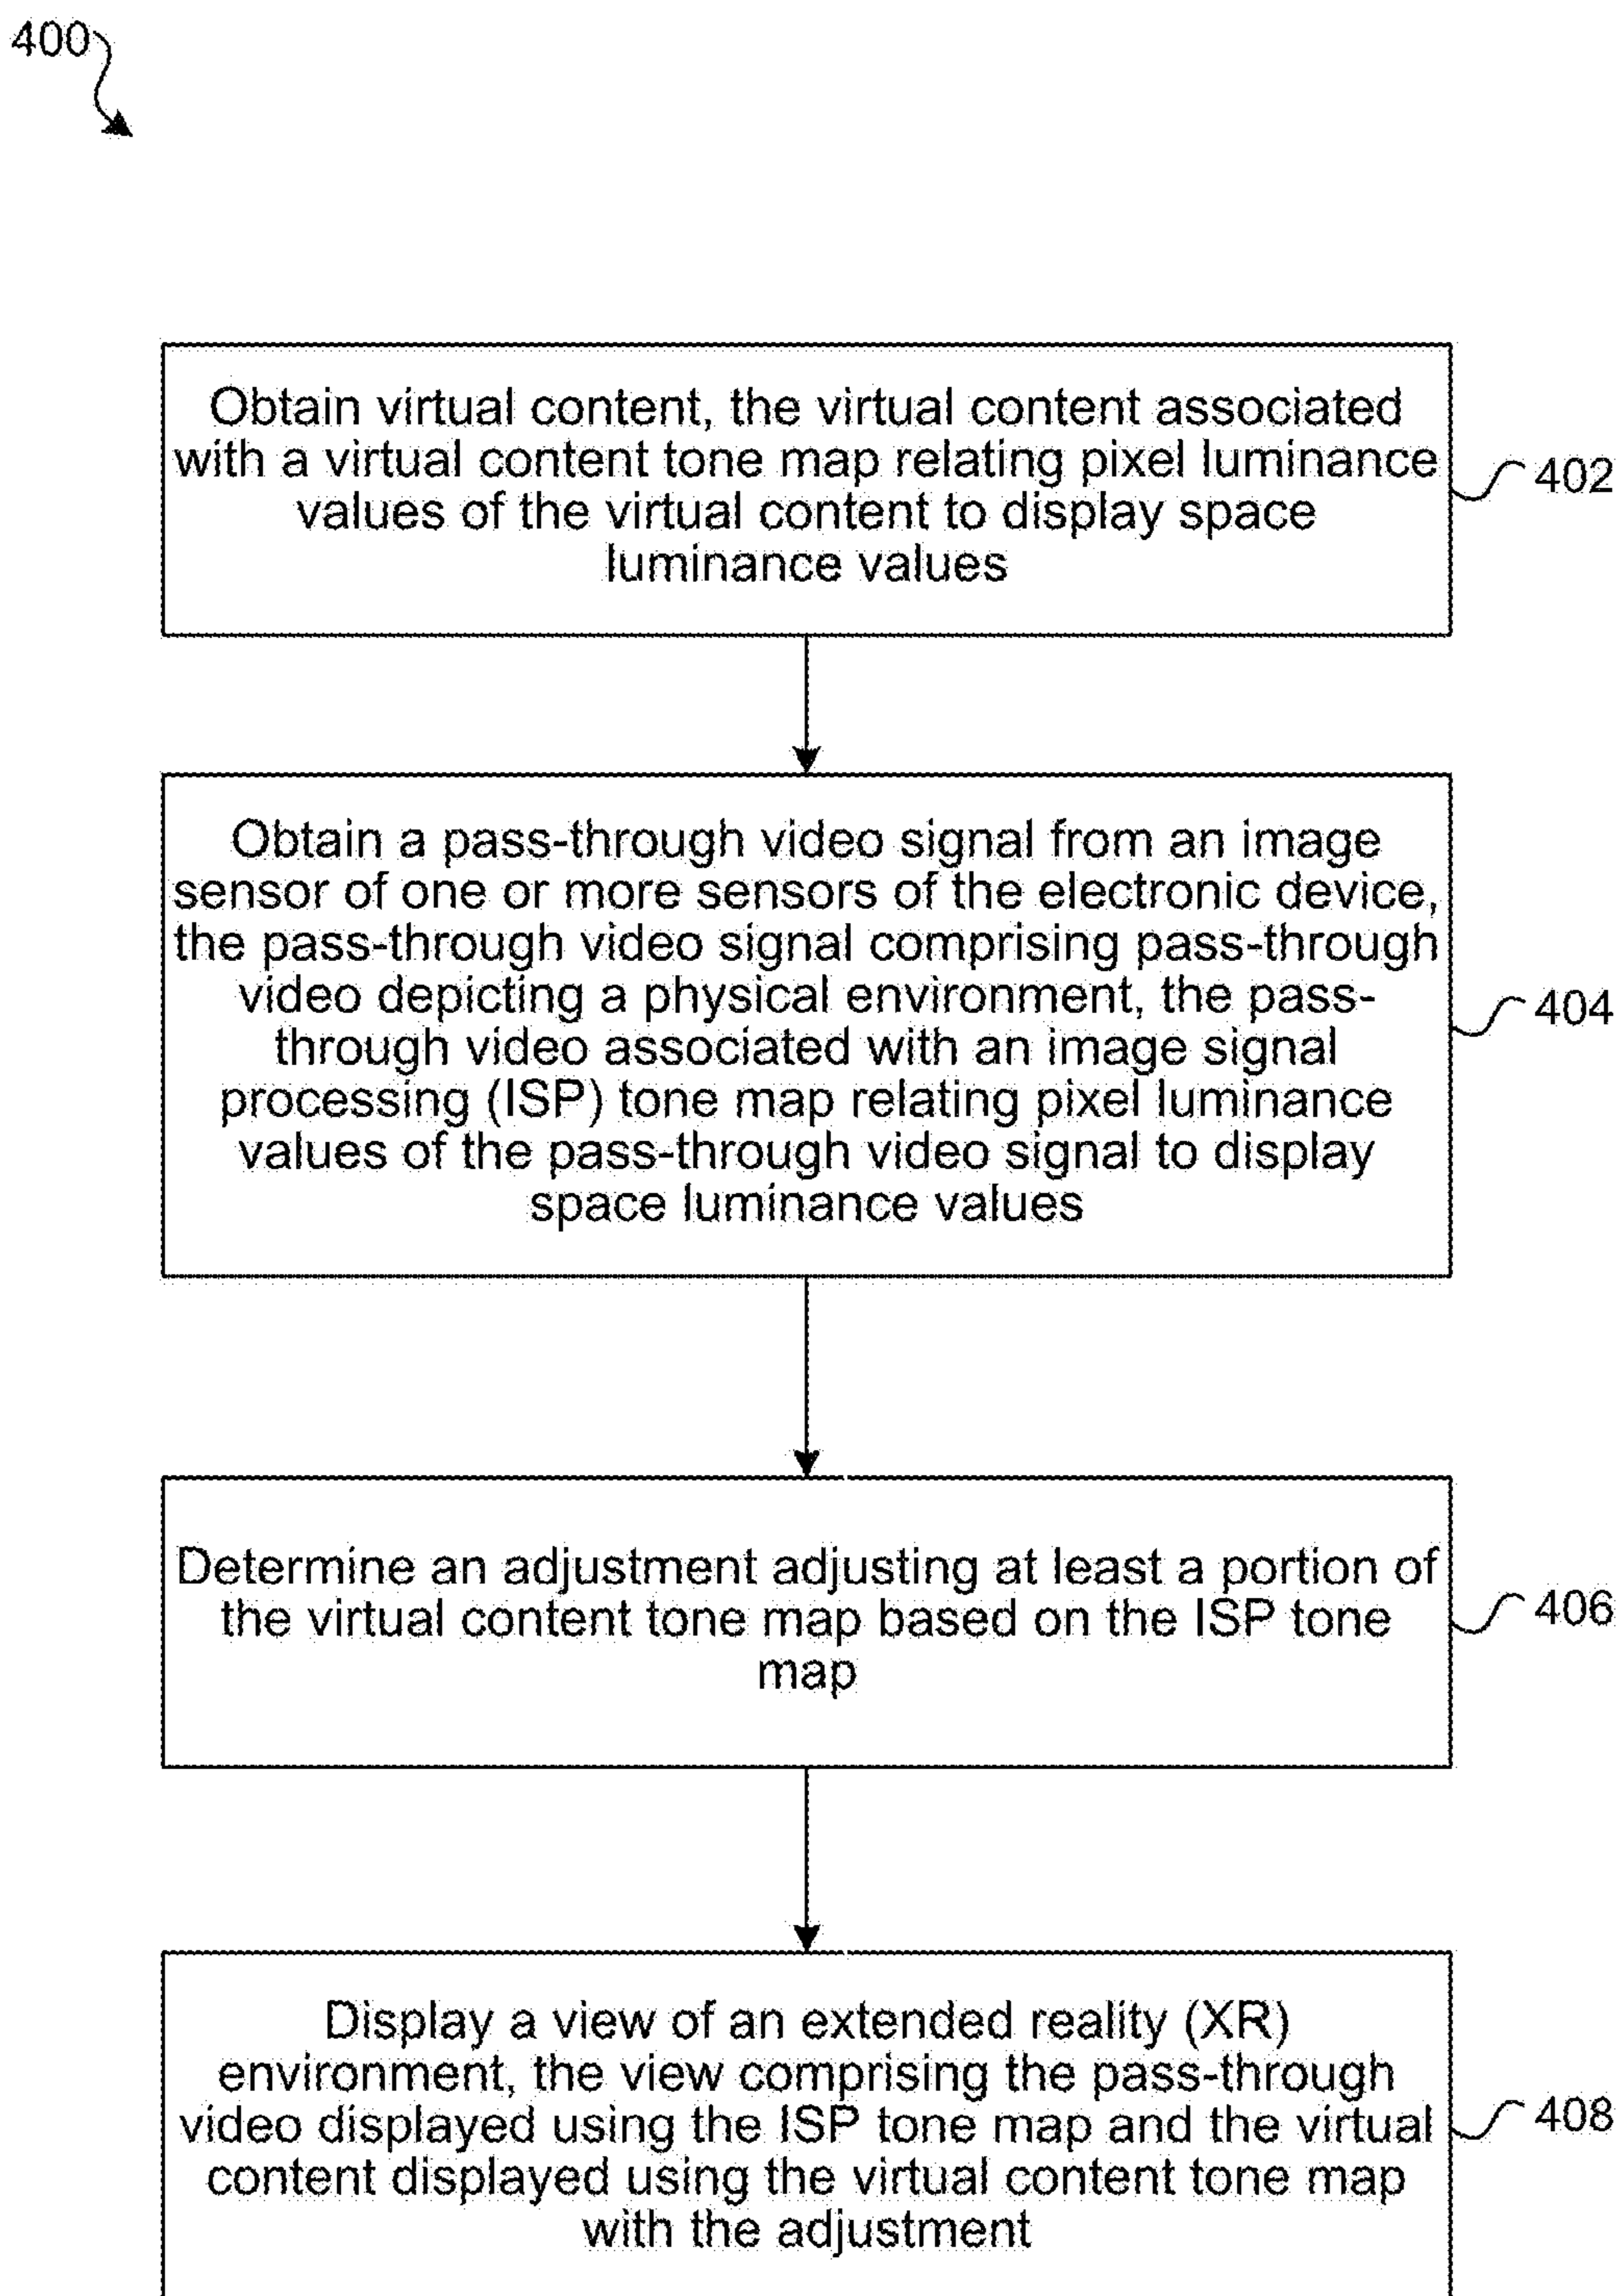 400
Obtain virtual content, the virtual content associated
with a virtual content tone map relating pixel luminance
values of the virtual content to display space
luminance values
402
Obtain a pass-through video signal from an image
sensor of one or more sensors of the electronic device,
the pass-through video signal comprising pass-through
video depicting a physical environment, the pass-
through video associated with an image signal
processing (ISP) tone map relating pixel luminance
values of the pass-through video signal to display
space luminance values
404
Determine an adjustment adjusting at least a portion of
the virtual content tone map based on the ISP tone
map
406
Display a view of an extended reality (XR)
environment, the view comprising the pass-through
video displayed using the ISP tone map and the virtual
content displayed using the virtual content tone map
with the adjustment
408